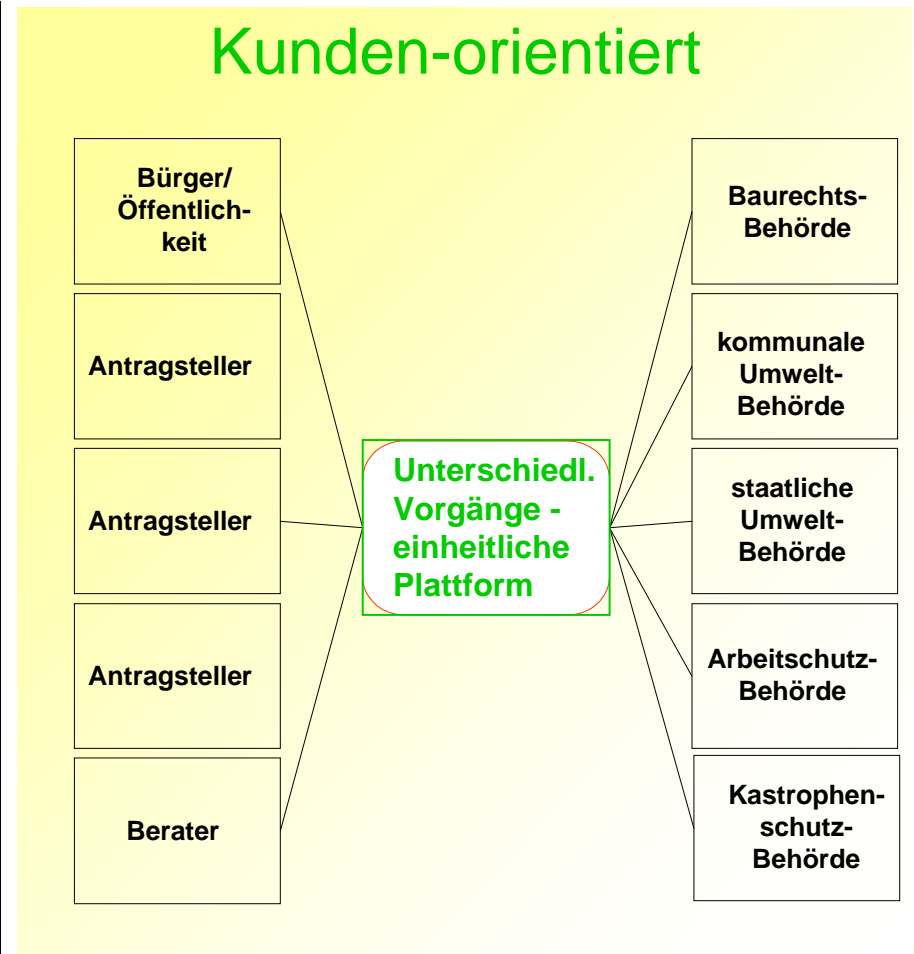 Kunden-orientiert
Bürger/
Öffentlich-
keit
Antragsteller
Antragsteller
Antragsteller
Berater
Unterschiedl.
Vorgänge -
einheitliche
Plattform
Baurechts-
Behörde
kommunale
Umwelt-
Behörde
staatliche
Umwelt-
Behörde
Arbeitschutz-
Behörde
Kastrophen-
schutz-
Behörde